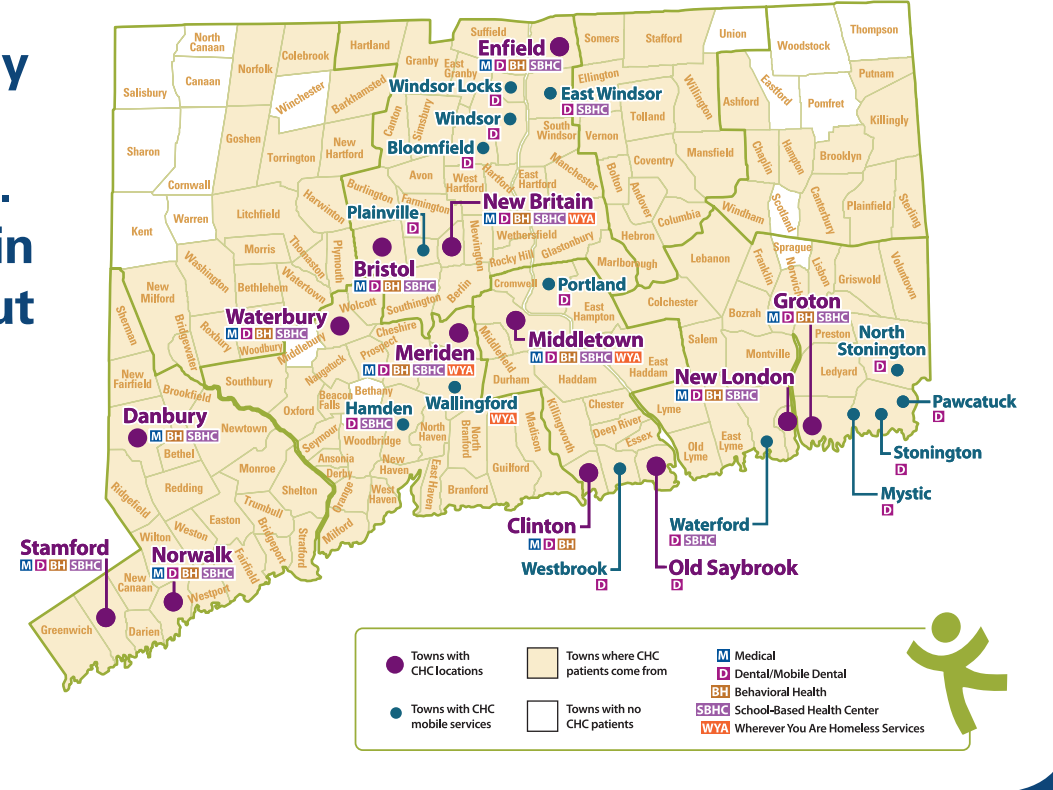 y
.
in
ut
North
Canaan
Colebrook
Hartland
Suffield
Enfield
M D BH SBHC
Somers
Stafford
Union
Woodstock
Thompson
Canaan
Norfolk
Granby
East
Granby
Salisbury
Winchester
Barkhamsted
Windsor Locks
D
East Windsor
D SBHC
Ellington
Willington
Ashford
Eastford
Pomfret
Putnam
Killingly
Canton
Simsbury
Windsor
D
Bloomfield
D
South
Windsor
Vernon
Tolland
Sharon
Cornwall
Goshen
Torrington
New
Hartford
Avon
West
Hartford
Hartford
East
Hartford
Manchester
Bolton
Coventry
Andover
Mansfield
Chaplin
Hampton
Brooklyn
Kent
Warren
Litchfield
Harwinton
Burlington
Farmington
Plainville
D
New Britain
M D BH SBHC WYA
Newington
Wethersfield
Rocky Hill
Glastonbury
Hebron
Columbia
Windham
Scotland
Canterbury
Plainfield
Sterling
Washington
Morris
Bethlehem
Thomaston
Watertown
Plymouth
Bristol
M D BH SBHC
Wolcott
Southington
Berlin
Cromwell
Portland
D
Marlborough
East
Hampton
Colchester
Lebanon
Franklin
Sprague
Norwich
Lisbon
Griswold
Voluntown
Sherman
New
Milford
Bridgewater
Roxbury
Woodbury
Middlebury
Waterbury
M D BH SBHC
Cheshire
Prospect
Meriden
M D BH SBHC WYA
Middlefield
Middletown
M D BH SBHC WYA
Bozrah
Groton
M D BH SBHC
Preston
North
Stonington
D
Ledyard
Salem
Montville
New
Fairfield
Brookfield
Southbury
Naugatuck
Beacon
Falls
Bethany
Oxford
Hamden
D SBHC
Wallingford
WYA
Durham
Haddam
East
Haddam
New London
M D BH SBHC
Pawcatuck
D
Stonington
D
Mystic
D
Danbury
M BH SBHC
Bethel
Newtown
Seymour
Woodbridge
North
Haven
North
Branford
Madison
Killingworth
Chester
Deep River
Essex
Lyme
Old
Lyme
East
Lyme
Ridgefield
Redding
Monroe
Shelton
Ansonia
Derby
Orange
New
Haven
West
Haven
East Haven
Branford
Guilford
Milford
Wilton
Weston
Easton
Trumbull
Bridgeport
Stratford
Fairfield
Westport
Clinton
M D BH
Westbrook
D
Old Saybrook
D
Waterford
D SBHC
Stamford
M D BH SBHC
Norwalk
M D BH SBHC
New
Canaan
Darien
Greenwich
Towns with
CHC locations
Towns with CHC
mobile services
Towns where CHC
patients come from
Towns with no
CHC patients
M Medical
D Dental/Mobile Dental
BH Behavioral Health
SBHC School-Based Health Center
WYA Wherever You Are Homeless Services